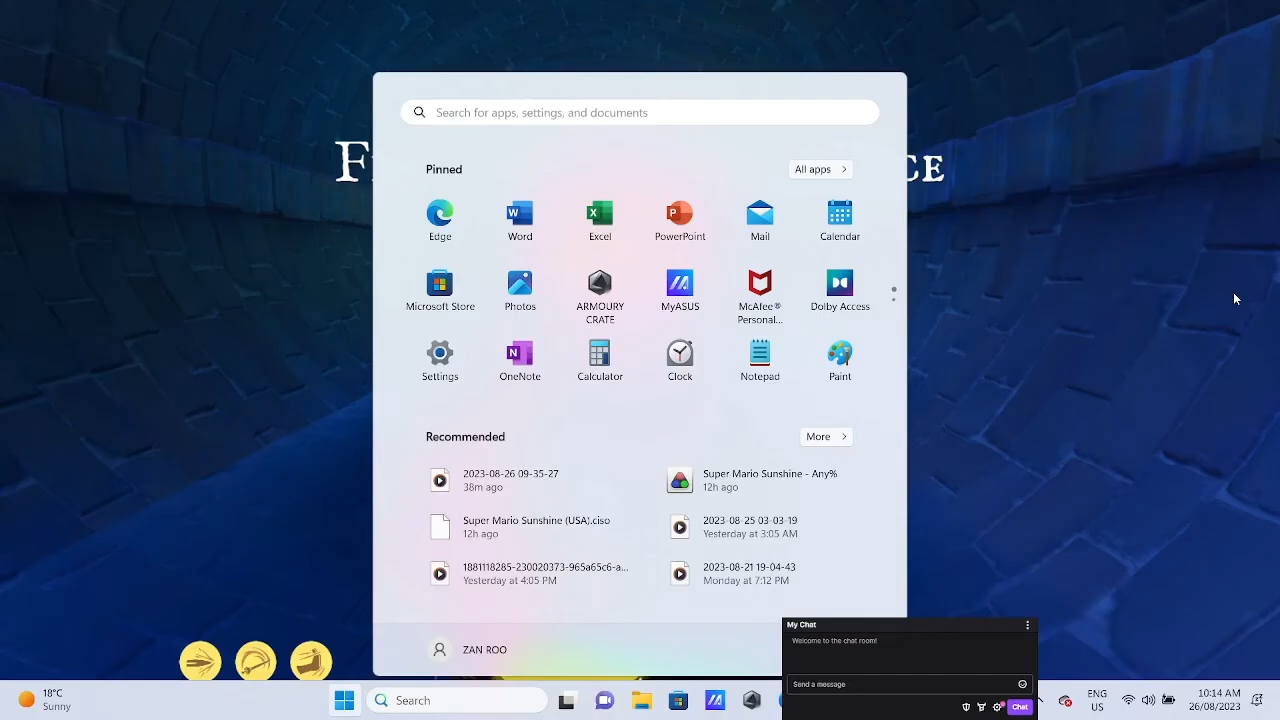 Search for apps, settings, and documents
F
CE
Pinned
All apps
Edge
Word
Excel
PowerPoint
Mail
Calendar
Microsoft Store
Photos
ARMOURY
CRATE
MyASUS
McAfee®
Personal...
Dolby Access
Settings
OneNote
Calculator
Clock
Notepad
Paint
Recommended
More
2023-08-26 09-35-27
38m ago
Super Mario Sunshine - Any%
12h ago
Super Mario Sunshine (USA).ciso
12h ago
2023-08-25 03-03-19
Yesterday at 3:05 AM
1881118285-230020373-965a65c6-a...
Yesterday at 4:05 PM
2023-08-21 19-04-43
Monday at 7:12 PM
ZAN ROO
My Chat
Welcome to the chat room!
Send a message
Chat
18°C
Sunny
Search
ENG
US
10:14 AM
26/08/2023